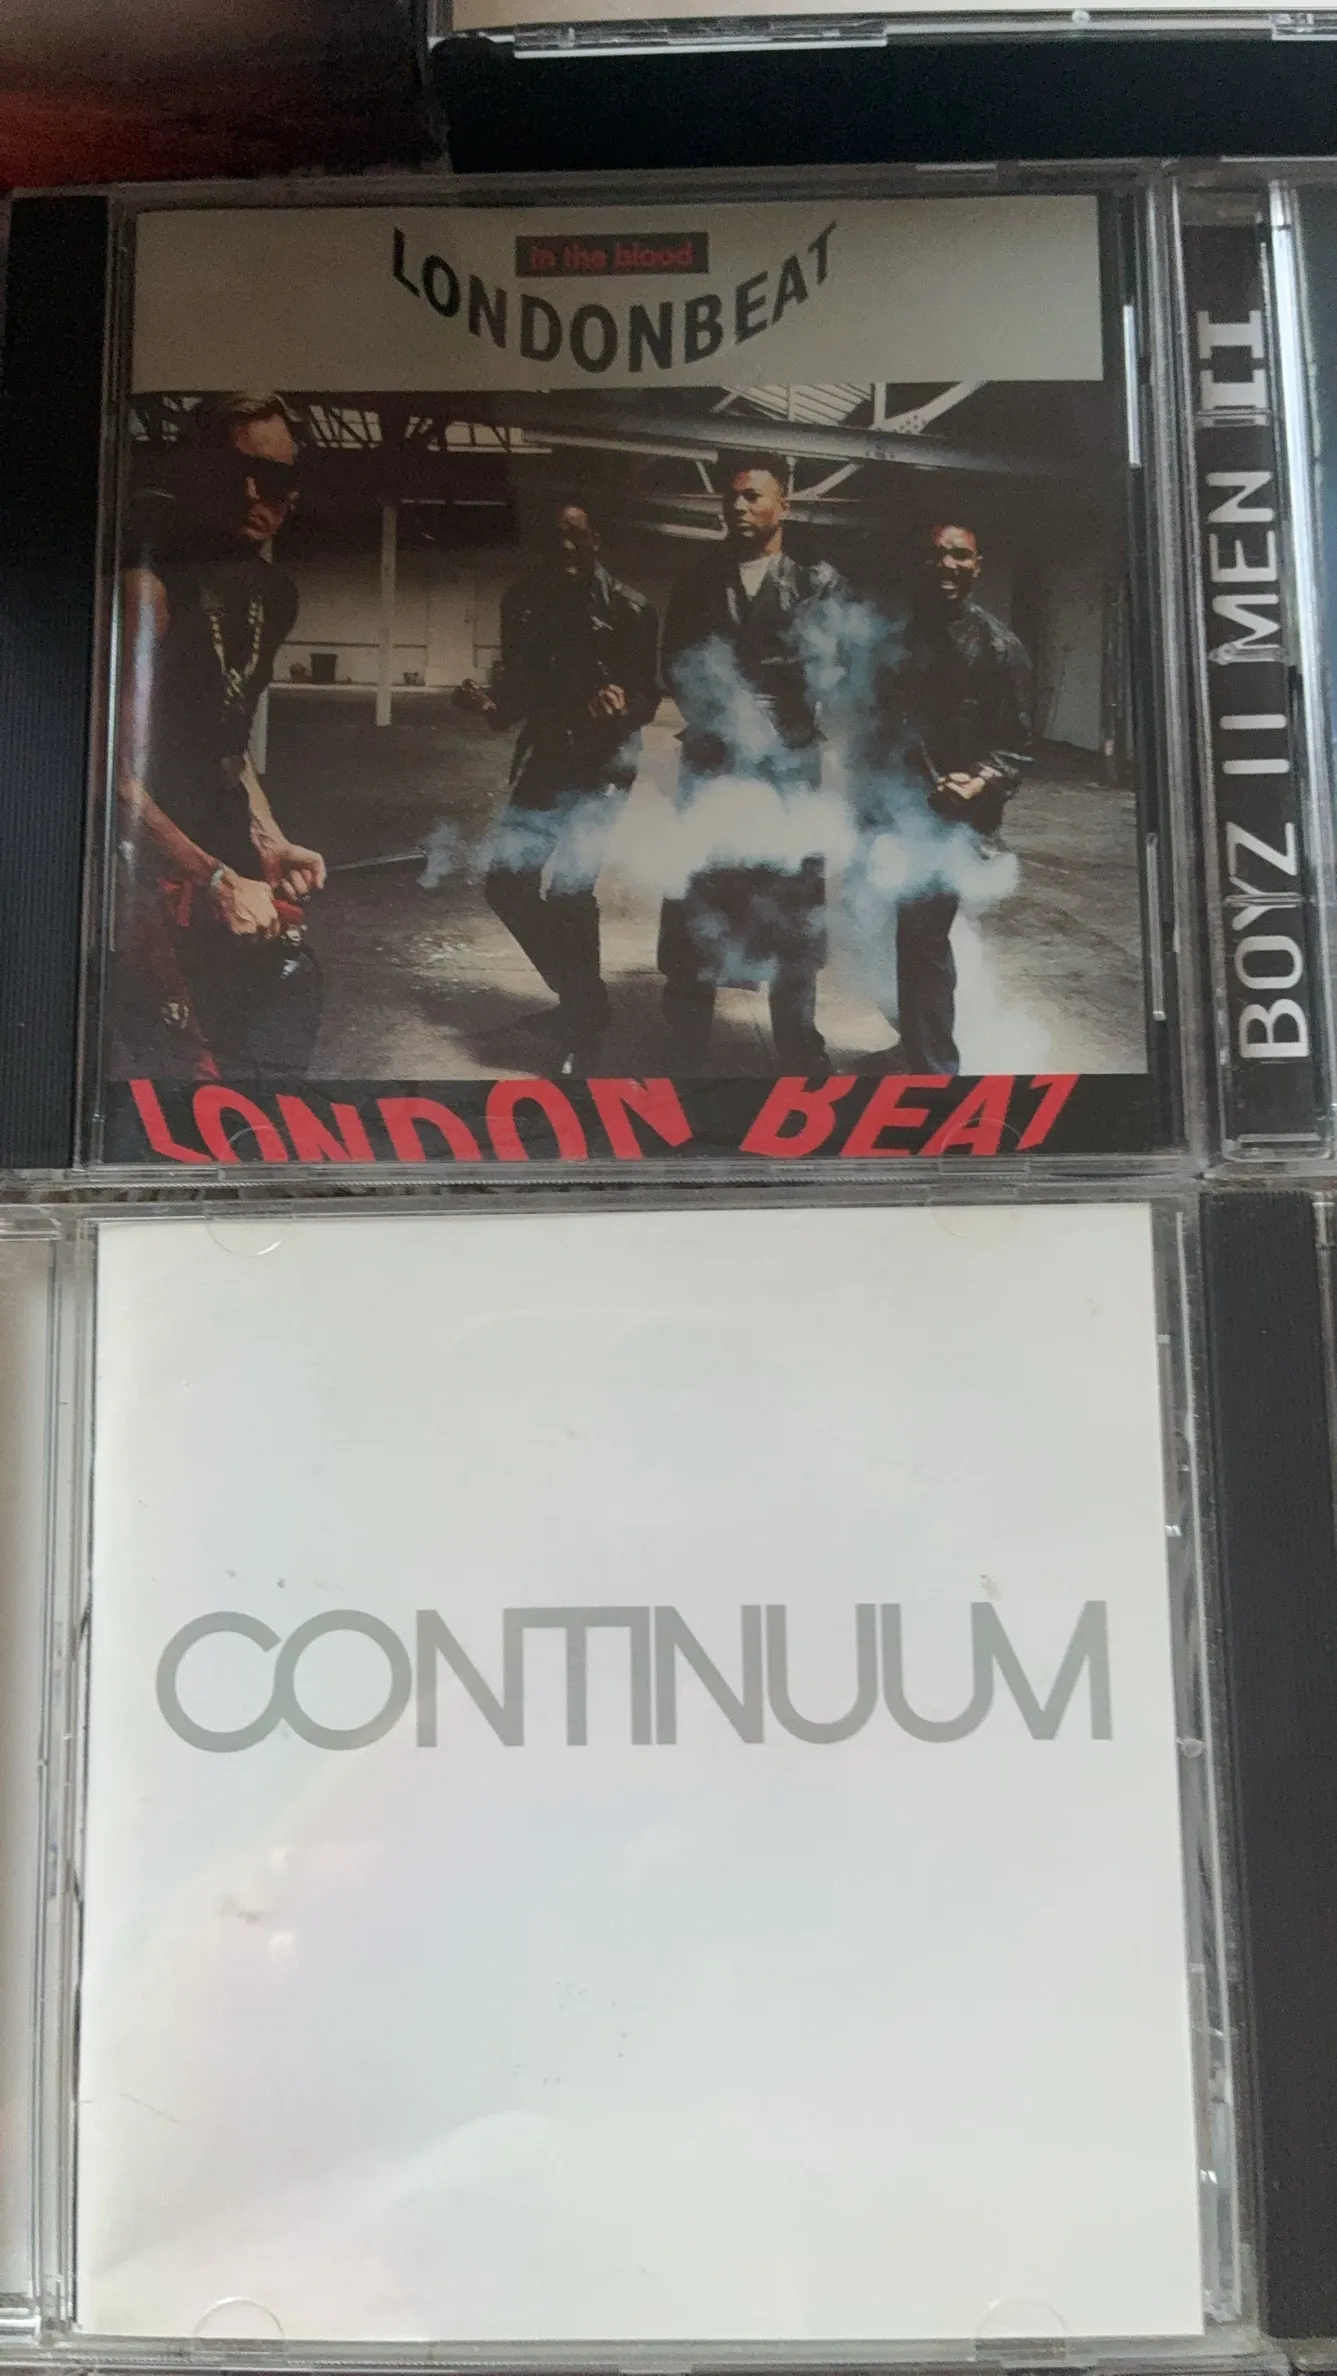 in the blood
LONDONBEAT
LONDON BEAT
BOYZ II MEN II
CONTINUUM